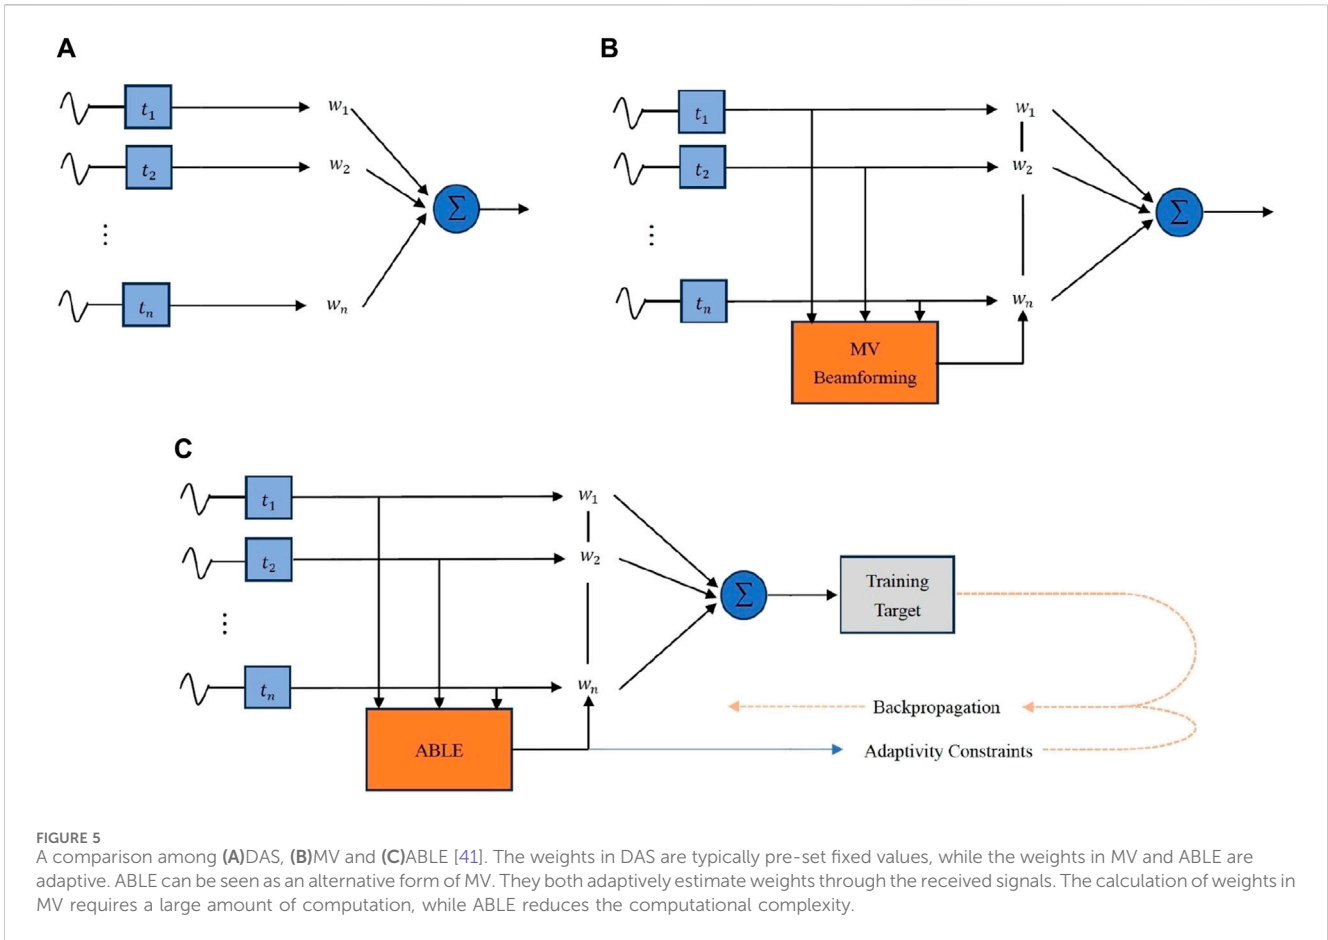 A
t₁
w₁
t₂
w₂
Σ
⋮
tₙ
wₙ
B
t₁
w₁
t₂
w₂
Σ
⋮
tₙ
wₙ
MV
Beamforming
C
t₁
w₁
t₂
w₂
Σ
Training
Target
⋮
tₙ
wₙ
Backpropagation
ABLE
Adaptivity Constraints
FIGURE 5
A comparison among (A)DAS, (B)MV and (C)ABLE [41]. The weights in DAS are typically pre-set fixed values, while the weights in MV and ABLE are
adaptive. ABLE can be seen as an alternative form of MV. They both adaptively estimate weights through the received signals. The calculation of weights in
MV requires a large amount of computation, while ABLE reduces the computational complexity.